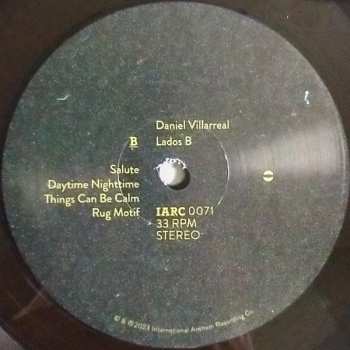 Daniel Villarreal
B Lados B
Salute
Daytime Nighttime
Things Can Be Calm
Rug Motif
IARC 0071
33 RPM
STEREO
© & ℗ 2023 International Anthem Recording Co.